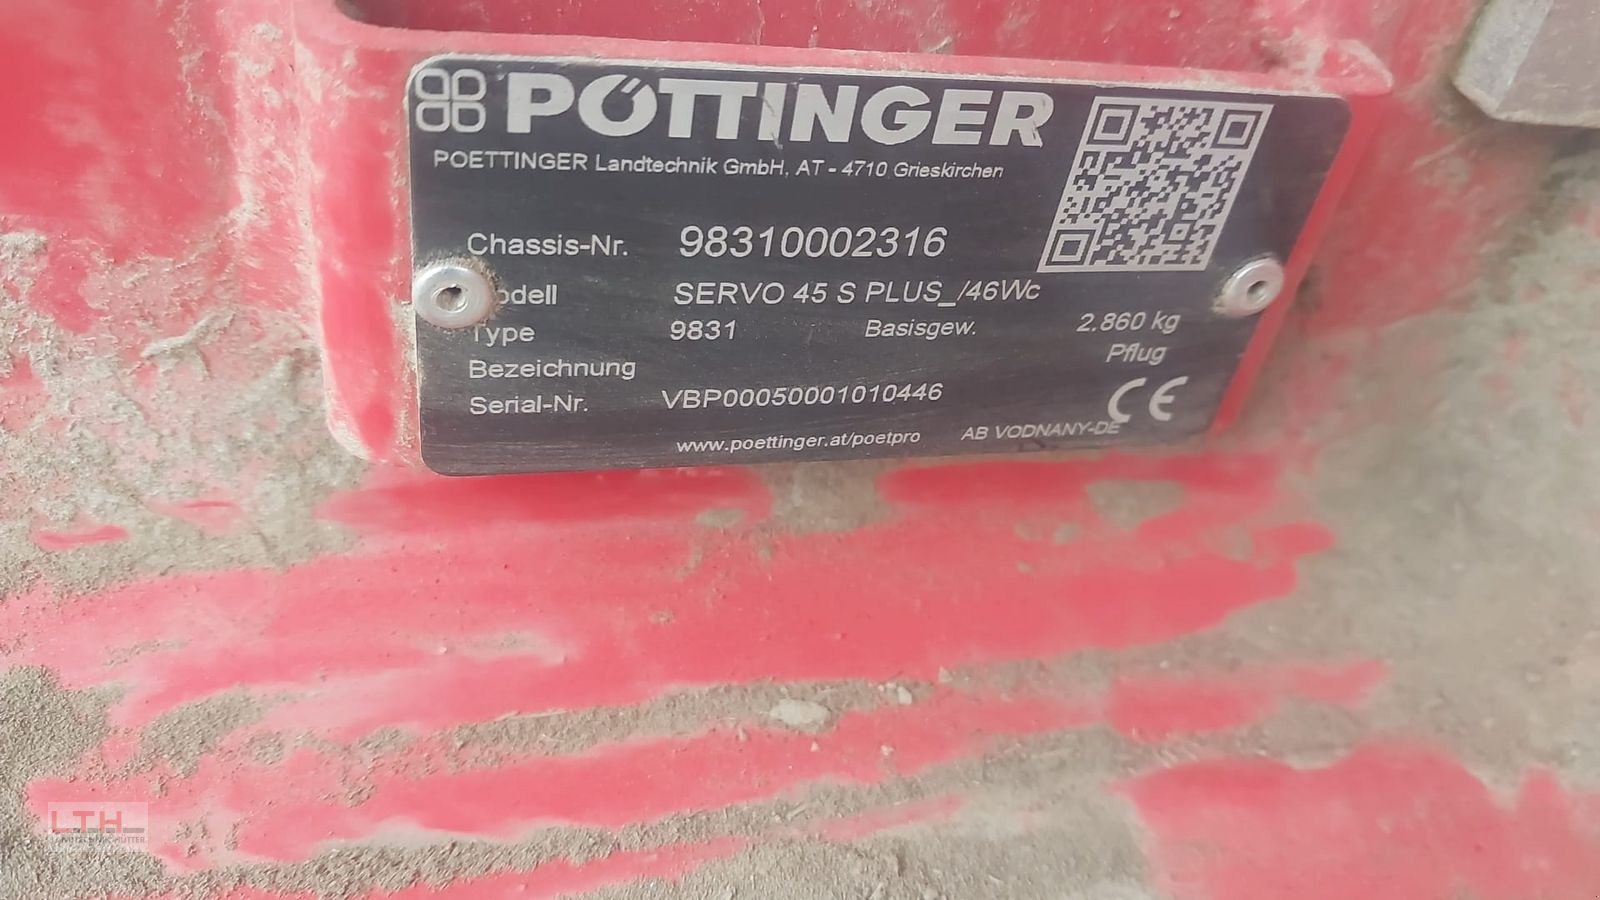 PÖTTINGER
POETTINGER Landtechnik GmbH, AT - 4710 Grieskirchen
Chassis-Nr. 98310002316
odell SERVO 45 S PLUS_/46Wc
Type 9831 Basisgew. 2.860 kg
Bezeichnung Pflug
Serial-Nr. VBP00050001010446
CE
www.poettinger.at/poetpro AB VODNANY-DE
LTH